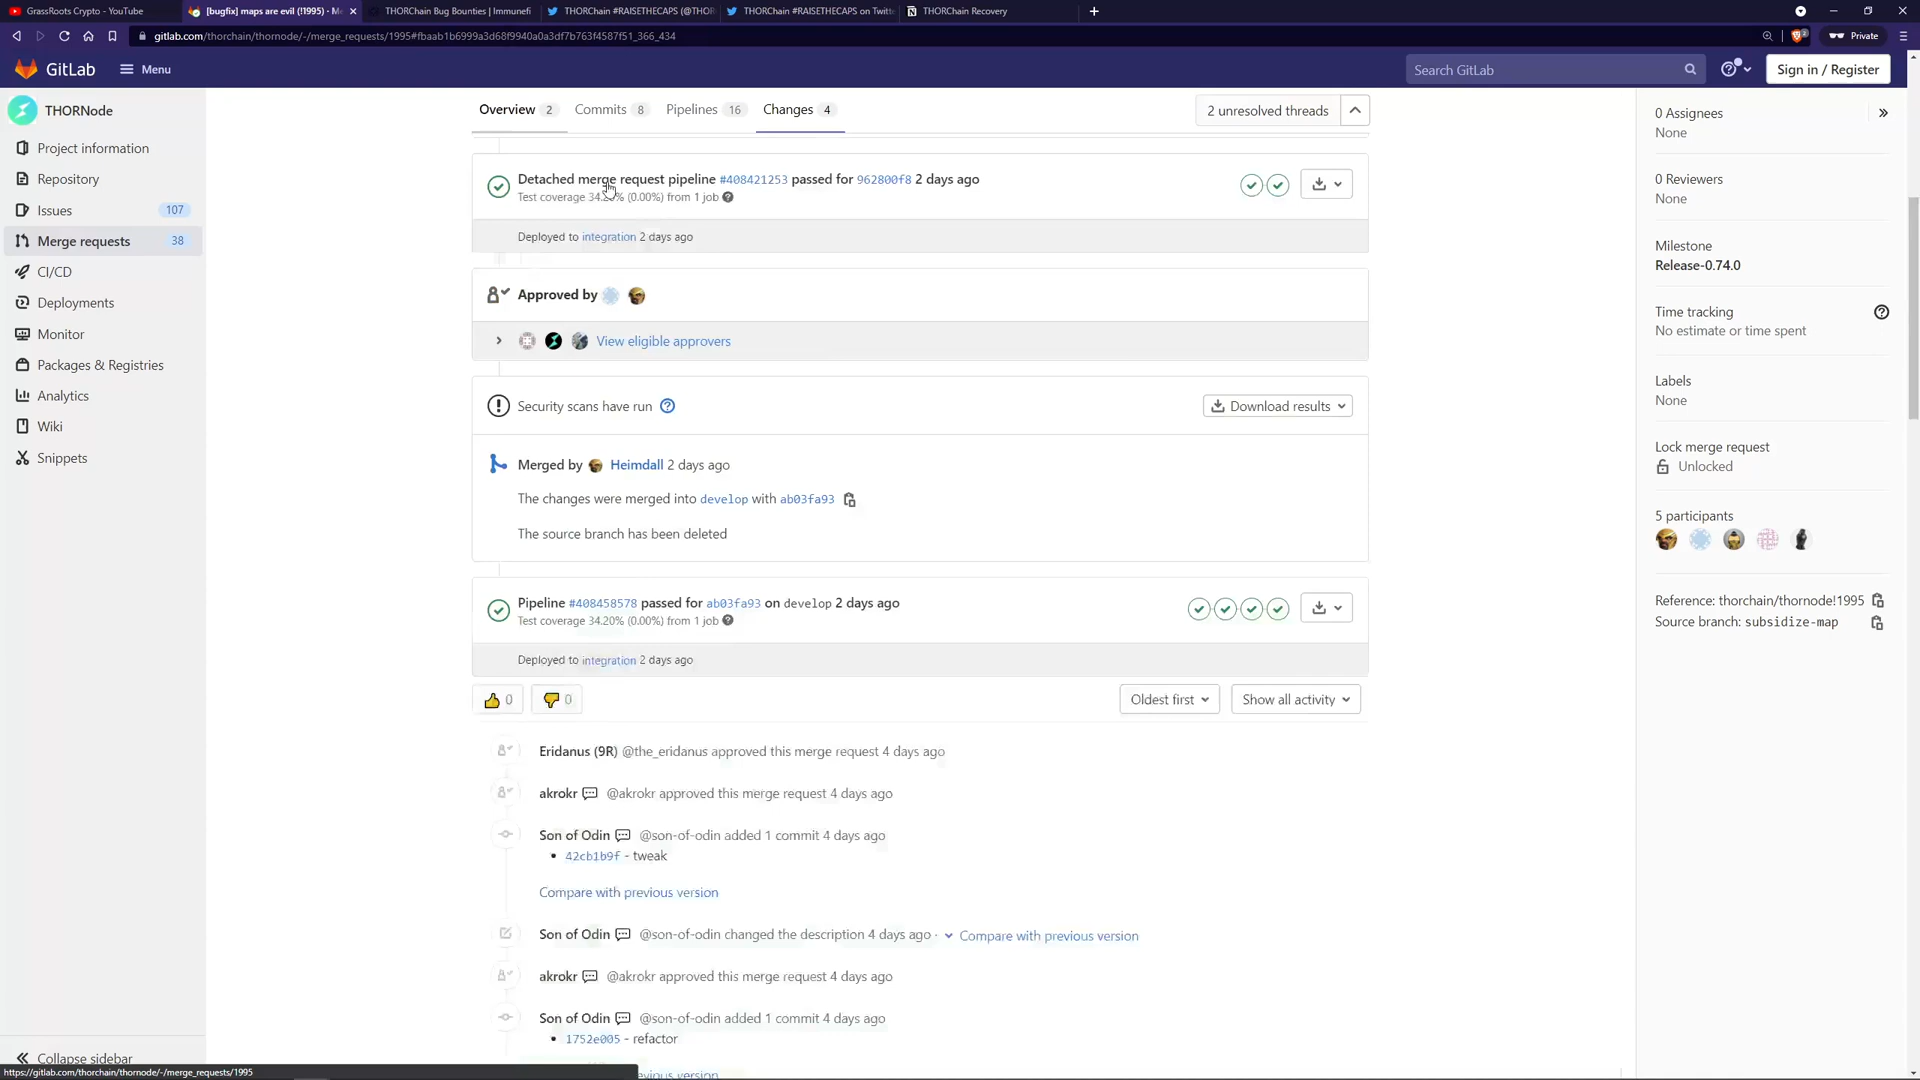 GrassRoots Crypto - YouTube
[bugfix] maps are evil (!1995) - M
THORChain Bug Bounties | Immunefi
THORChain #RAISETHECAPS (@THOR
THORChain #RAISETHECAPS on Twitt
THORChain Recovery
gitlab.com/thorchain/thornode/-/merge_requests/1995#fbaab1b6999a3d68f9940a0a3df7b763f4587f51_366_434
Private
GitLab
Menu
Search GitLab
Sign in / Register
THORNode
Project information
Repository
Issues 107
Merge requests 38
CI/CD
Deployments
Monitor
Packages & Registries
Analytics
Wiki
Snippets
Collapse sidebar
Overview 2 Commits 8 Pipelines 16 Changes 4
2 unresolved threads
Detached merge request pipeline #408421253 passed for 962800f8 2 days ago
Test coverage 34.20% (0.00%) from 1 job
Deployed to integration 2 days ago
Approved by
View eligible approvers
Security scans have run
Download results
Merged by Heimdall 2 days ago
The changes were merged into develop with ab03fa93
The source branch has been deleted
Pipeline #408458578 passed for ab03fa93 on develop 2 days ago
Test coverage 34.20% (0.00%) from 1 job
Deployed to integration 2 days ago
0
0
Oldest first
Show all activity
Eridanus (9R) @the_eridanus approved this merge request 4 days ago
akrokr @akrokr approved this merge request 4 days ago
Son of Odin @son-of-odin added 1 commit 4 days ago
• 42cb1b9f - tweak
Compare with previous version
Son of Odin @son-of-odin changed the description 4 days ago · Compare with previous version
akrokr @akrokr approved this merge request 4 days ago
Son of Odin @son-of-odin added 1 commit 4 days ago
• 1752e005 - refactor
previous version
0 Assignees
None
0 Reviewers
None
Milestone
Release-0.74.0
Time tracking
No estimate or time spent
Labels
None
Lock merge request
Unlocked
5 participants
Reference: thorchain/thornode!1995
Source branch: subsidize-map
https://gitlab.com/thorchain/thornode/-/merge_requests/1995